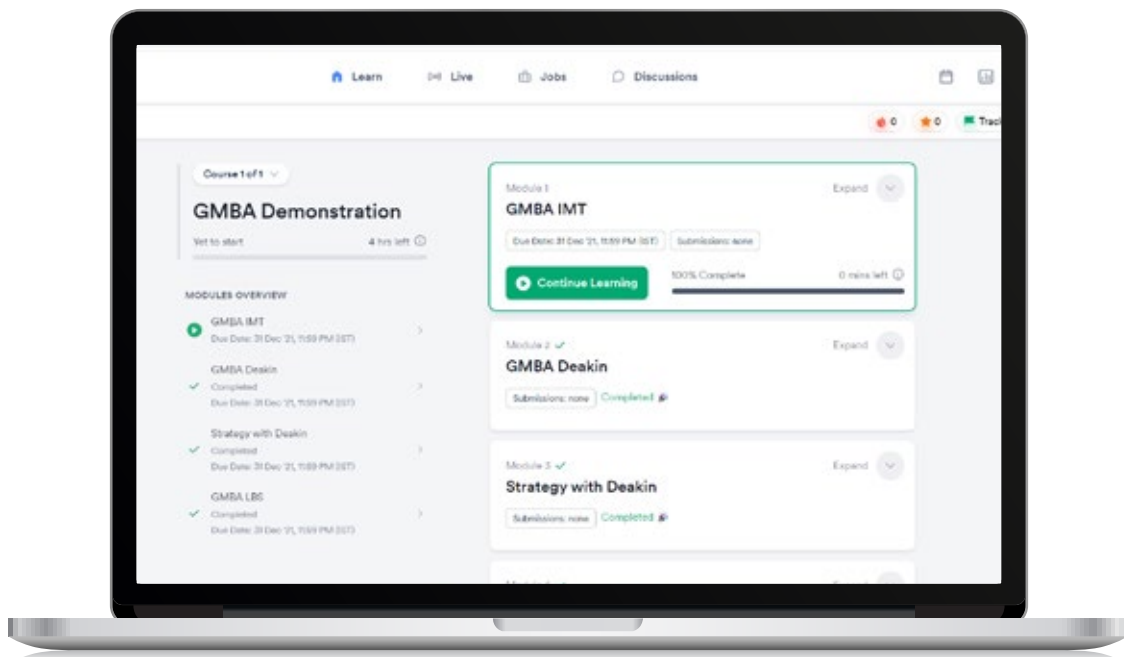 Learn Live Jobs Discussions
0 0 Trac
Course 1 of 1
GMBA Demonstration
Yet to start 4 hrs left
MODULES OVERVIEW
GMBA IMT
Due Date: 31 Dec '21, 11:59 PM (IST)
GMBA Deakin
Completed
Due Date: 31 Dec '21, 11:59 PM (IST)
Strategy with Deakin
Completed
Due Date: 31 Dec '21, 11:59 PM (IST)
GMBA LBS
Completed
Due Date: 31 Dec '21, 11:59 PM (IST)
Module 1 Expand
GMBA IMT
Due Date: 31 Dec '21, 11:59 PM (IST) Submissions: none
Continue Learning 100% Complete 0 mins left
Module 2 Expand
GMBA Deakin
Submissions: none Completed
Module 3 Expand
Strategy with Deakin
Submissions: none Completed